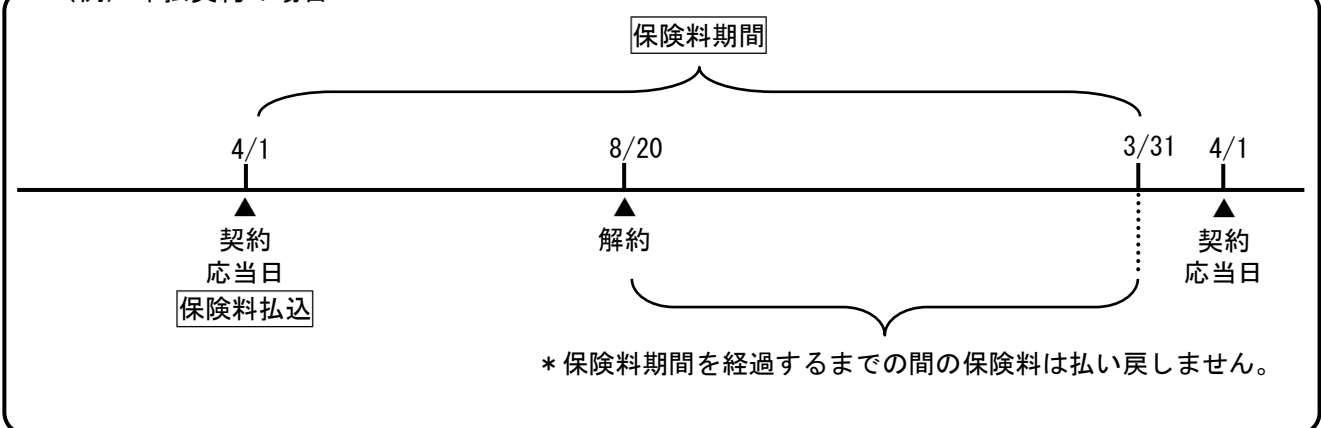 保険料期間
4/1 8/20 3/31 4/1
▲ ▲ ▲
契約 解約 契約
応当日 応当日
保険料払込
*保険料期間を経過するまでの間の保険料は払い戻しません。